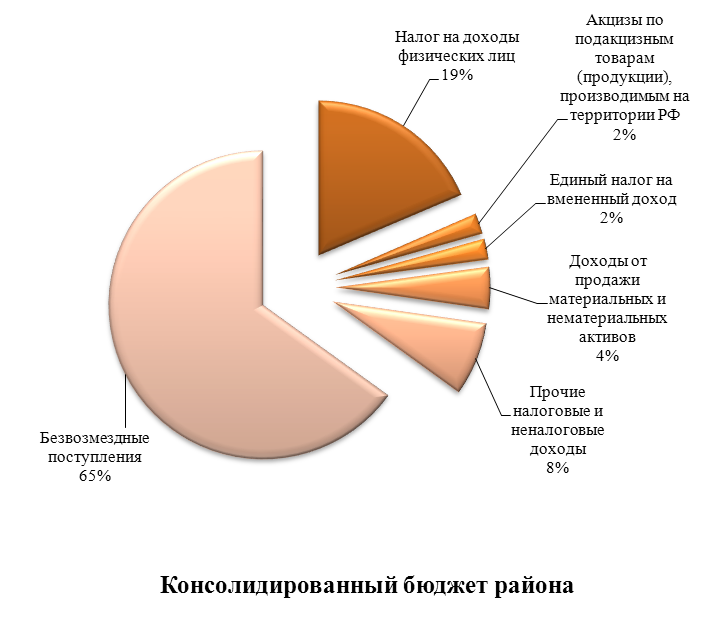 Налог на доходы
физических лиц
19%
Акцизы по
подакцизным
товарам
(продукции),
производимым на
территории РФ
2%
Единый налог на
вмененный доход
2%
Доходы от
продажи
материальных и
нематериальных
активов
4%
Прочие
налоговые и
неналоговые
доходы
8%
Безвозмездные
поступления
65%
Консолидированный бюджет района